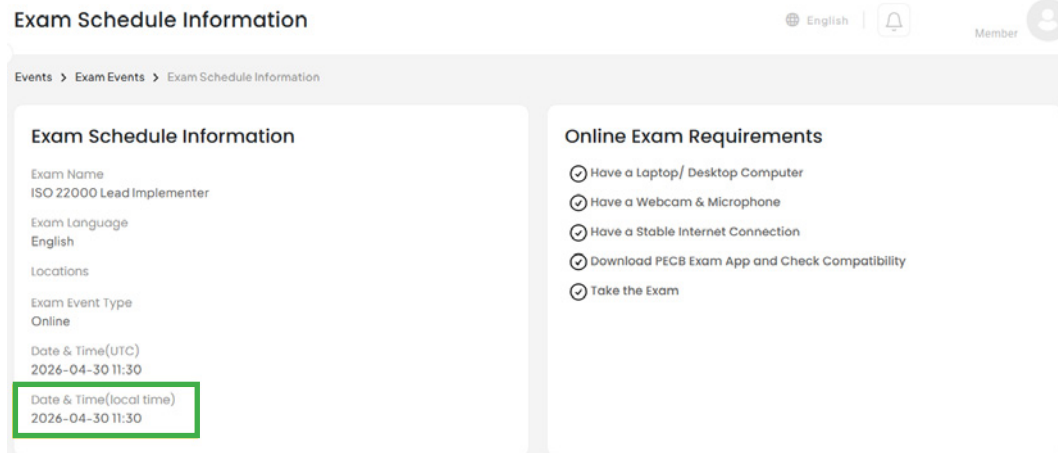 Exam Schedule Information
English
Member
Events > Exam Events > Exam Schedule Information
Exam Schedule Information
Exam Name
ISO 22000 Lead Implementer
Exam Language
English
Locations
Exam Event Type
Online
Date & Time(UTC)
2026-04-30 11:30
Date & Time(local time)
2026-04-30 11:30
Online Exam Requirements
Have a Laptop/ Desktop Computer
Have a Webcam & Microphone
Have a Stable Internet Connection
Download PECB Exam App and Check Compatibility
Take the Exam